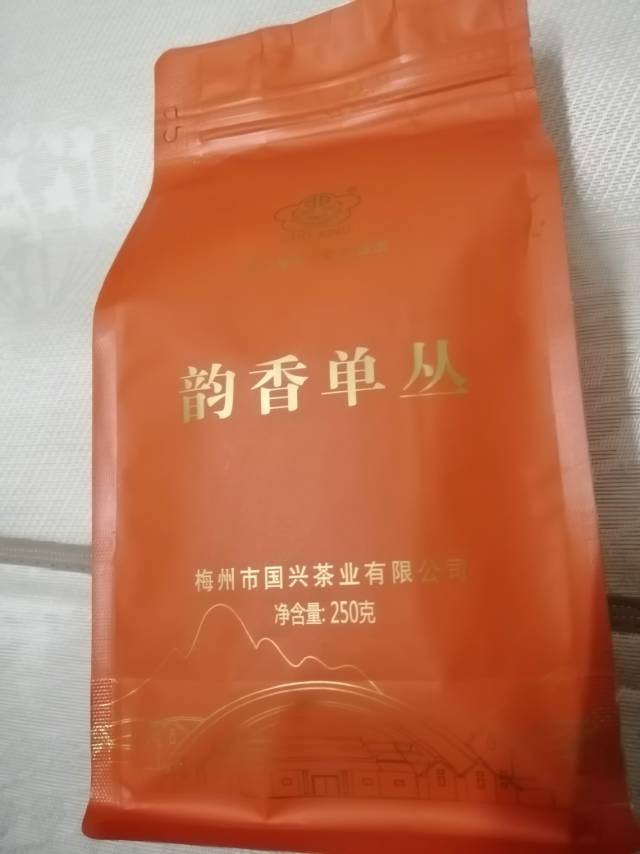 韵香单丛
梅州市国兴茶业有限公司
净含量: 250克